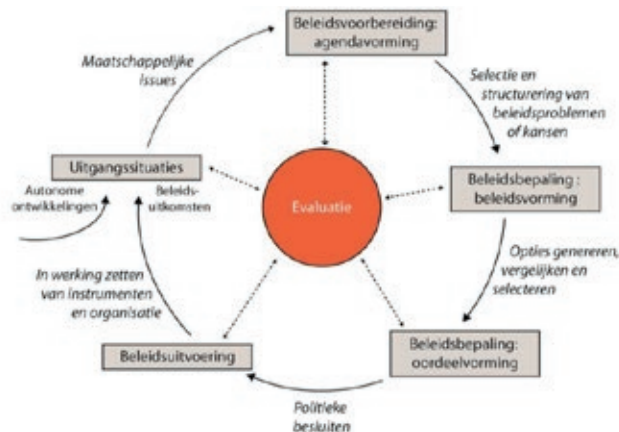 Beleidsvoorbereiding:
agendavorming
Maatschappelijke
issues
Selectie en
structurering van
beleidsproblemen
of kansen
Uitgangssituaties
Autonome
ontwikkelingen
Beleids-
uitkomsten
Evaluatie
Beleidsbepaling :
beleidsvorming
Opties genereren,
vergelijken en
selecteren
In werking zetten
van instrumenten
en organisatie
Beleidsuitvoering
Beleidsbepaling:
oordeelvorming
Politieke
besluiten